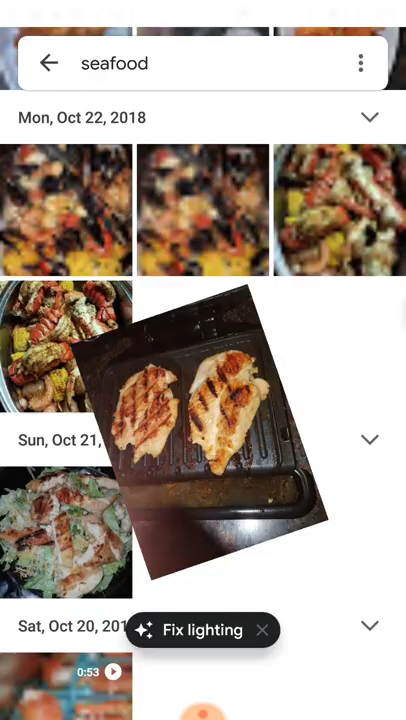 seafood
Mon, Oct 22, 2018
Sun, Oct 21,
Sat, Oct 20, 201
Fix lighting
0:53